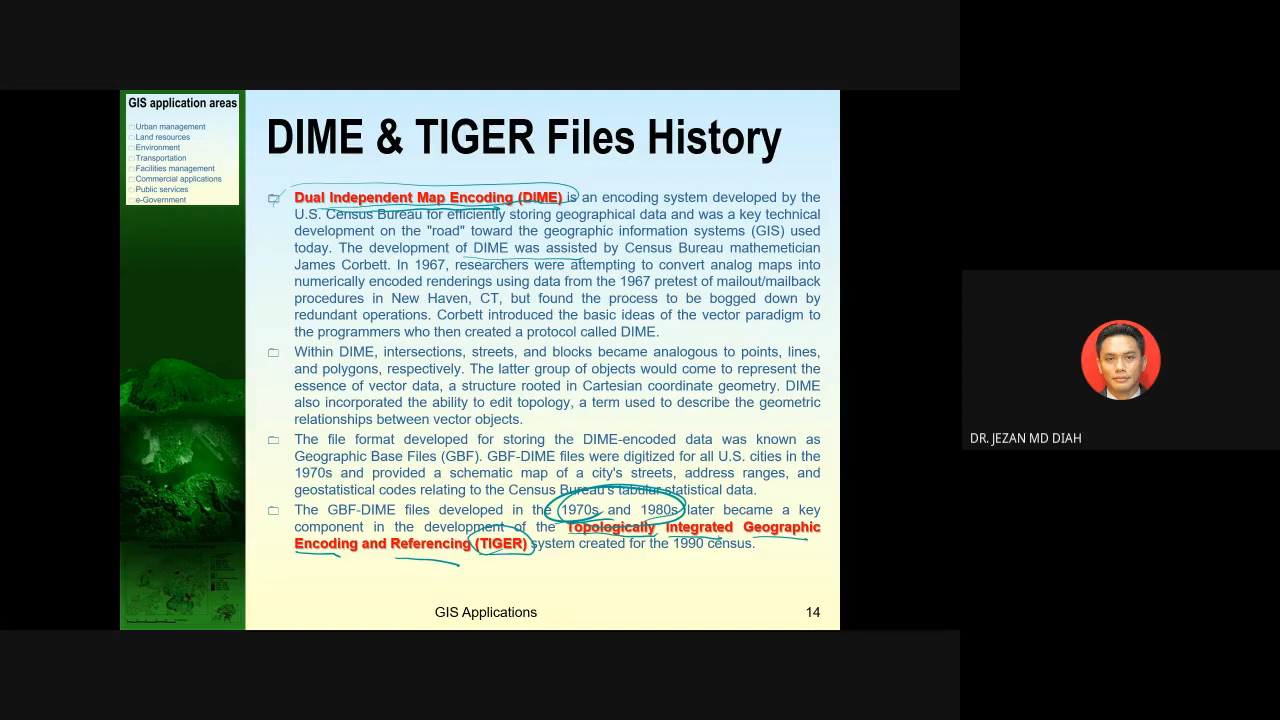 GIS application areas
Urban management
Land resources
Environment
Transportation
Facilities management
Commercial applications
Public services
e-Government
DIME & TIGER Files History
Dual Independent Map Encoding (DIME) is an encoding system developed by the
U.S. Census Bureau for efficiently storing geographical data and was a key technical
development on the "road" toward the geographic information systems (GIS) used
today. The development of DIME was assisted by Census Bureau mathemetician
James Corbett. In 1967, researchers were attempting to convert analog maps into
numerically encoded renderings using data from the 1967 pretest of mailout/mailback
procedures in New Haven, CT, but found the process to be bogged down by
redundant operations. Corbett introduced the basic ideas of the vector paradigm to
the programmers who then created a protocol called DIME.
Within DIME, intersections, streets, and blocks became analogous to points, lines,
and polygons, respectively. The latter group of objects would come to represent the
essence of vector data, a structure rooted in Cartesian coordinate geometry. DIME
also incorporated the ability to edit topology, a term used to describe the geometric
relationships between vector objects.
The file format developed for storing the DIME-encoded data was known as
Geographic Base Files (GBF). GBF-DIME files were digitized for all U.S. cities in the
1970s and provided a schematic map of a city's streets, address ranges, and
geostatistical codes relating to the Census Bureau's tabular statistical data.
The GBF-DIME files developed in the 1970s and 1980s later became a key
component in the development of the Topologically Integrated Geographic
Encoding and Referencing (TIGER) system created for the 1990 census.
GIS Applications
14
DR. JEZAN MD DIAH